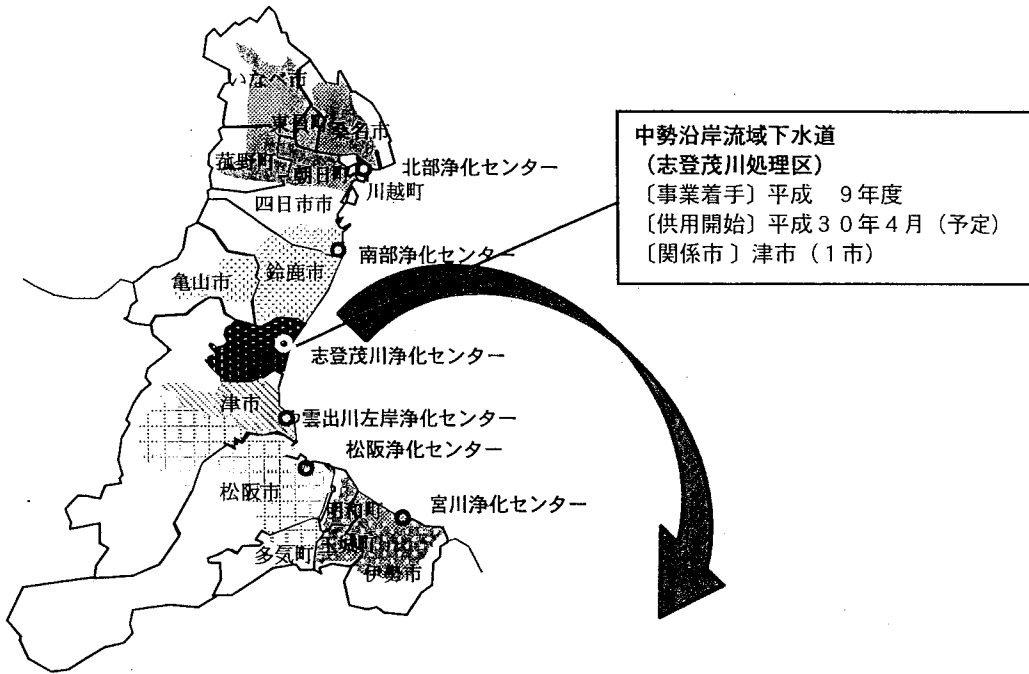 いなべ市
東員町
桑名市
菰野町
朝日町
北部浄化センター
川越町
四日市市
南部浄化センター
鈴鹿市
亀山市
志登茂川浄化センター
津市
雲出川左岸浄化センター
松阪浄化センター
松阪市
明和町
宮川浄化センター
玉城町
多気町
伊勢市
中勢沿岸流域下水道
（志登茂川処理区）
〔事業着手〕平成　９年度
〔供用開始〕平成３０年４月（予定）
〔関係市〕津市（１市）